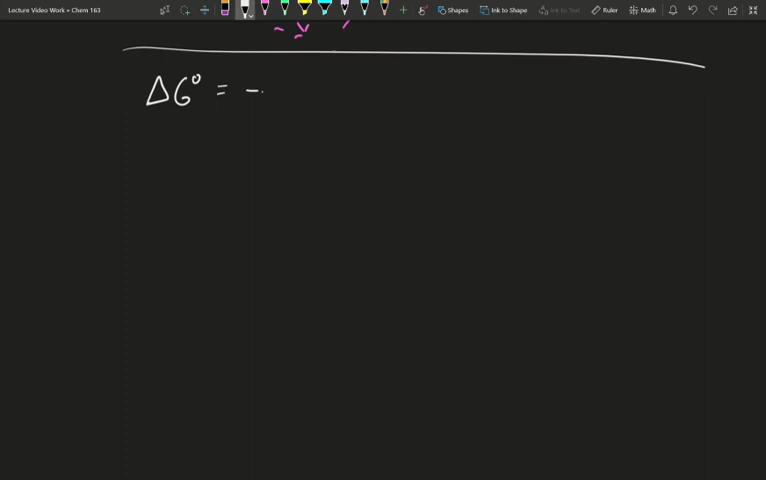 Lecture Video Work » Chem 163
Shapes
Ink to Shape
Ink to Text
Ruler
Math
ΔG° = -